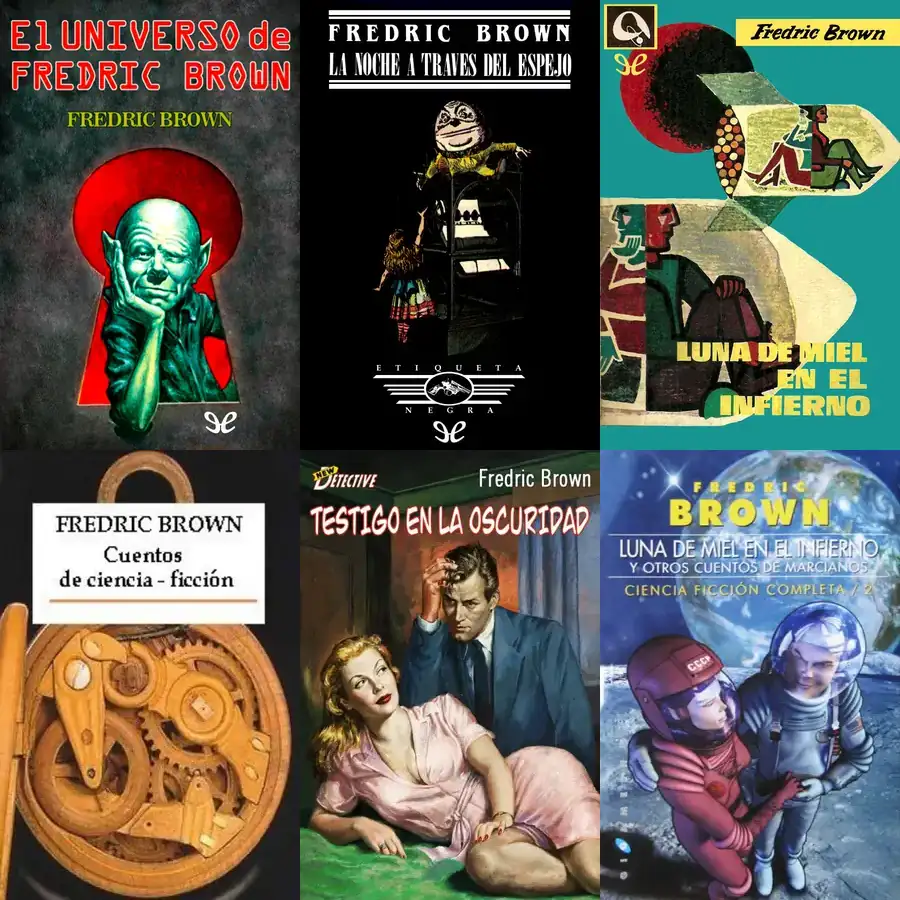 El UNIVERSO de
FREDRIC BROWN
FREDRIC BROWN
FREDRIC BROWN
LA NOCHE A TRAVES DEL ESPEJO
ETIQUETA
NEGRA
Fredric Brown
LUNA DE MIEL
EN EL
INFIERNO
FREDRIC BROWN
Cuentos
de ciencia - ficción
NEW
DETECTIVE
Fredric Brown
TESTIGO EN LA OSCURIDAD
FREDRIC
BROWN
LUNA DE MIEL EN EL INFIERNO
Y OTROS CUENTOS DE MARCIANOS
CIENCIA FICCIÓN COMPLETA / 2
CCCP